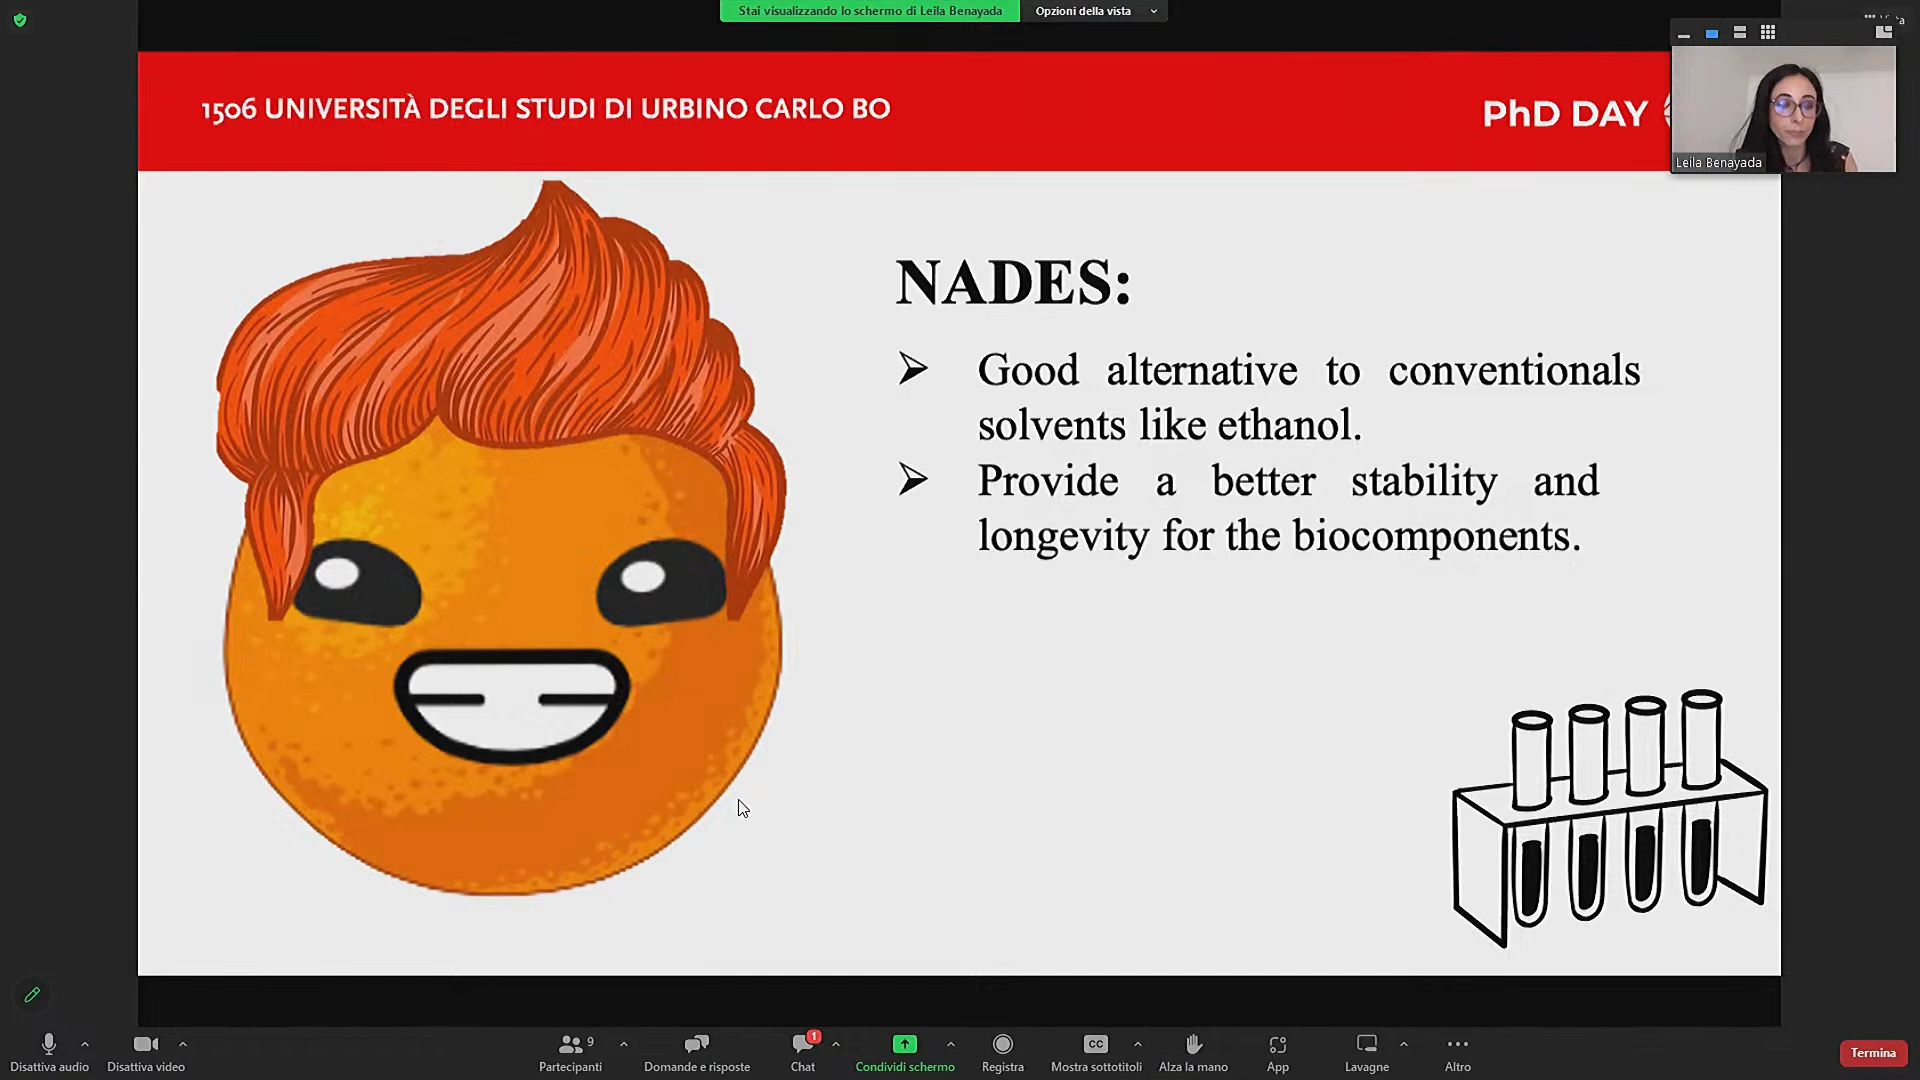 Stai visualizzando lo schermo di Leila Benayada
Opzioni della vista
1506 UNIVERSITÀ DEGLI STUDI DI URBINO CARLO BO
PhD DAY
Leila Benayada
NADES:
Good alternative to conventionals
solvents like ethanol.
Provide a better stability and
longevity for the biocomponents.
Disattiva audio
Disattiva video
9
Partecipanti
Domande e risposte
1
Chat
Condividi schermo
Registra
CC
Mostra sottotitoli
Alza la mano
App
Lavagne
Altro
Termina